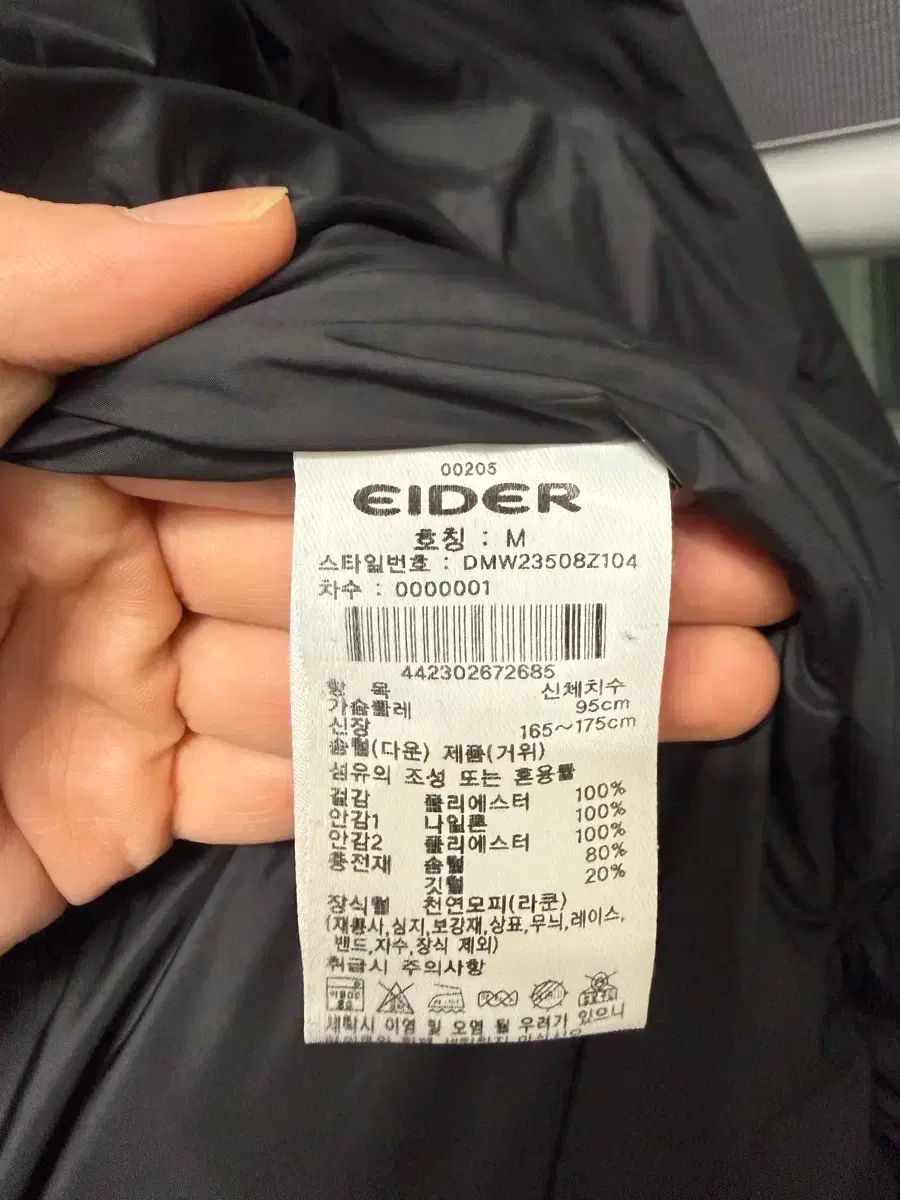 00205
EIDER
호칭 : M
스타일번호 : DMW23508Z104
차수 : 0000001
442302672685
항 목 신체치수
가슴둘레 95cm
신장 165~175cm
솜털(다운) 제품(거위)
섬유의 조성 또는 혼용률
겉감 폴리에스터 100%
안감1 나일론 100%
안감2 폴리에스터 100%
충전재 솜털 80%
깃털 20%
장식털 천연모피(라쿤)
(재봉사,심지,보강재,상표,무늬,레이스,
밴드,자수,장식 제외)
취급시 주의사항
세탁시 이염 및 오염 될 우려가 있으니